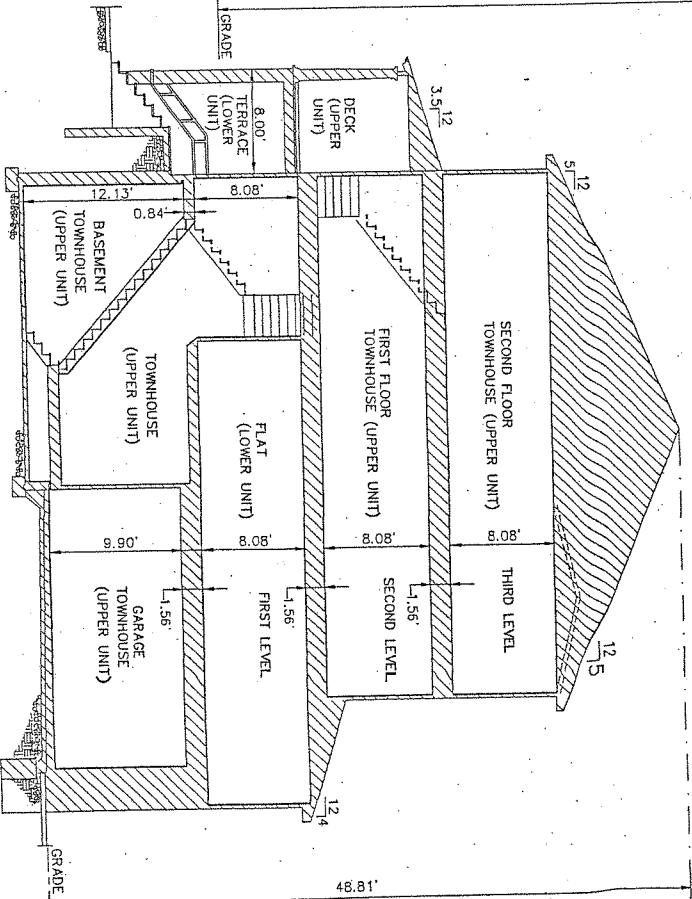 GRADE
12
3.5
DECK
(UPPER
UNIT)
8.00'
TERRACE
(LOWER
UNIT)
12
5
12.13'
0.84'
8.08'
BASEMENT
TOWNHOUSE
(UPPER UNIT)
TOWNHOUSE
(UPPER UNIT)
SECOND FLOOR
TOWNHOUSE (UPPER UNIT)
FIRST FLOOR
TOWNHOUSE (UPPER UNIT)
FLAT
(LOWER UNIT)
9.90'
8.08'
8.08'
8.08'
1.56'
1.56'
1.56'
THIRD LEVEL
SECOND LEVEL
FIRST LEVEL
GARAGE
TOWNHOUSE
(UPPER UNIT)
12
5
12
4
GRADE
48.81'